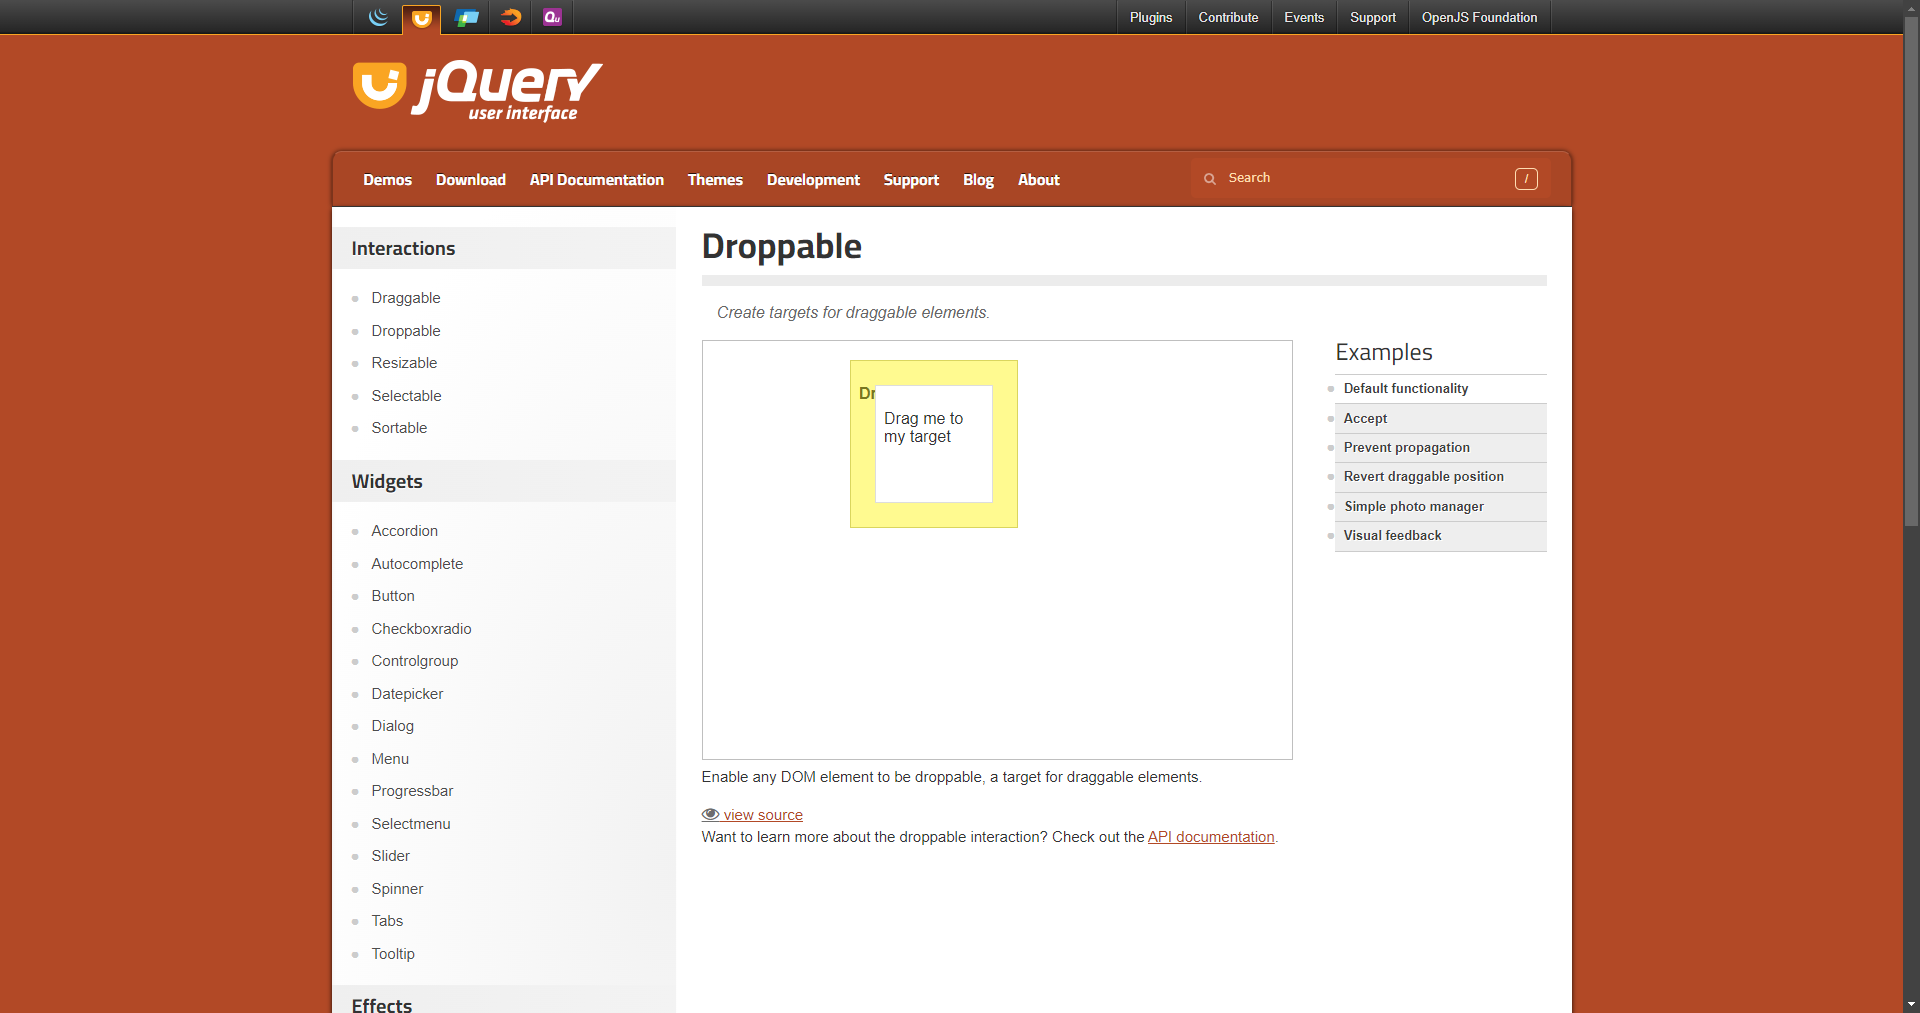 Plugins
Contribute
Events
Support
OpenJS Foundation
Qu
jQuery
user interface
Demos
Download
API Documentation
Themes
Development
Support
Blog
About
Search
/
Interactions
Draggable
Droppable
Resizable
Selectable
Sortable
Widgets
Accordion
Autocomplete
Button
Checkboxradio
Controlgroup
Datepicker
Dialog
Menu
Progressbar
Selectmenu
Slider
Spinner
Tabs
Tooltip
Effects
Droppable
Create targets for draggable elements.
Dr
Drag me to
my target
Enable any DOM element to be droppable, a target for draggable elements.
view source
Want to learn more about the droppable interaction? Check out the API documentation.
Examples
Default functionality
Accept
Prevent propagation
Revert draggable position
Simple photo manager
Visual feedback